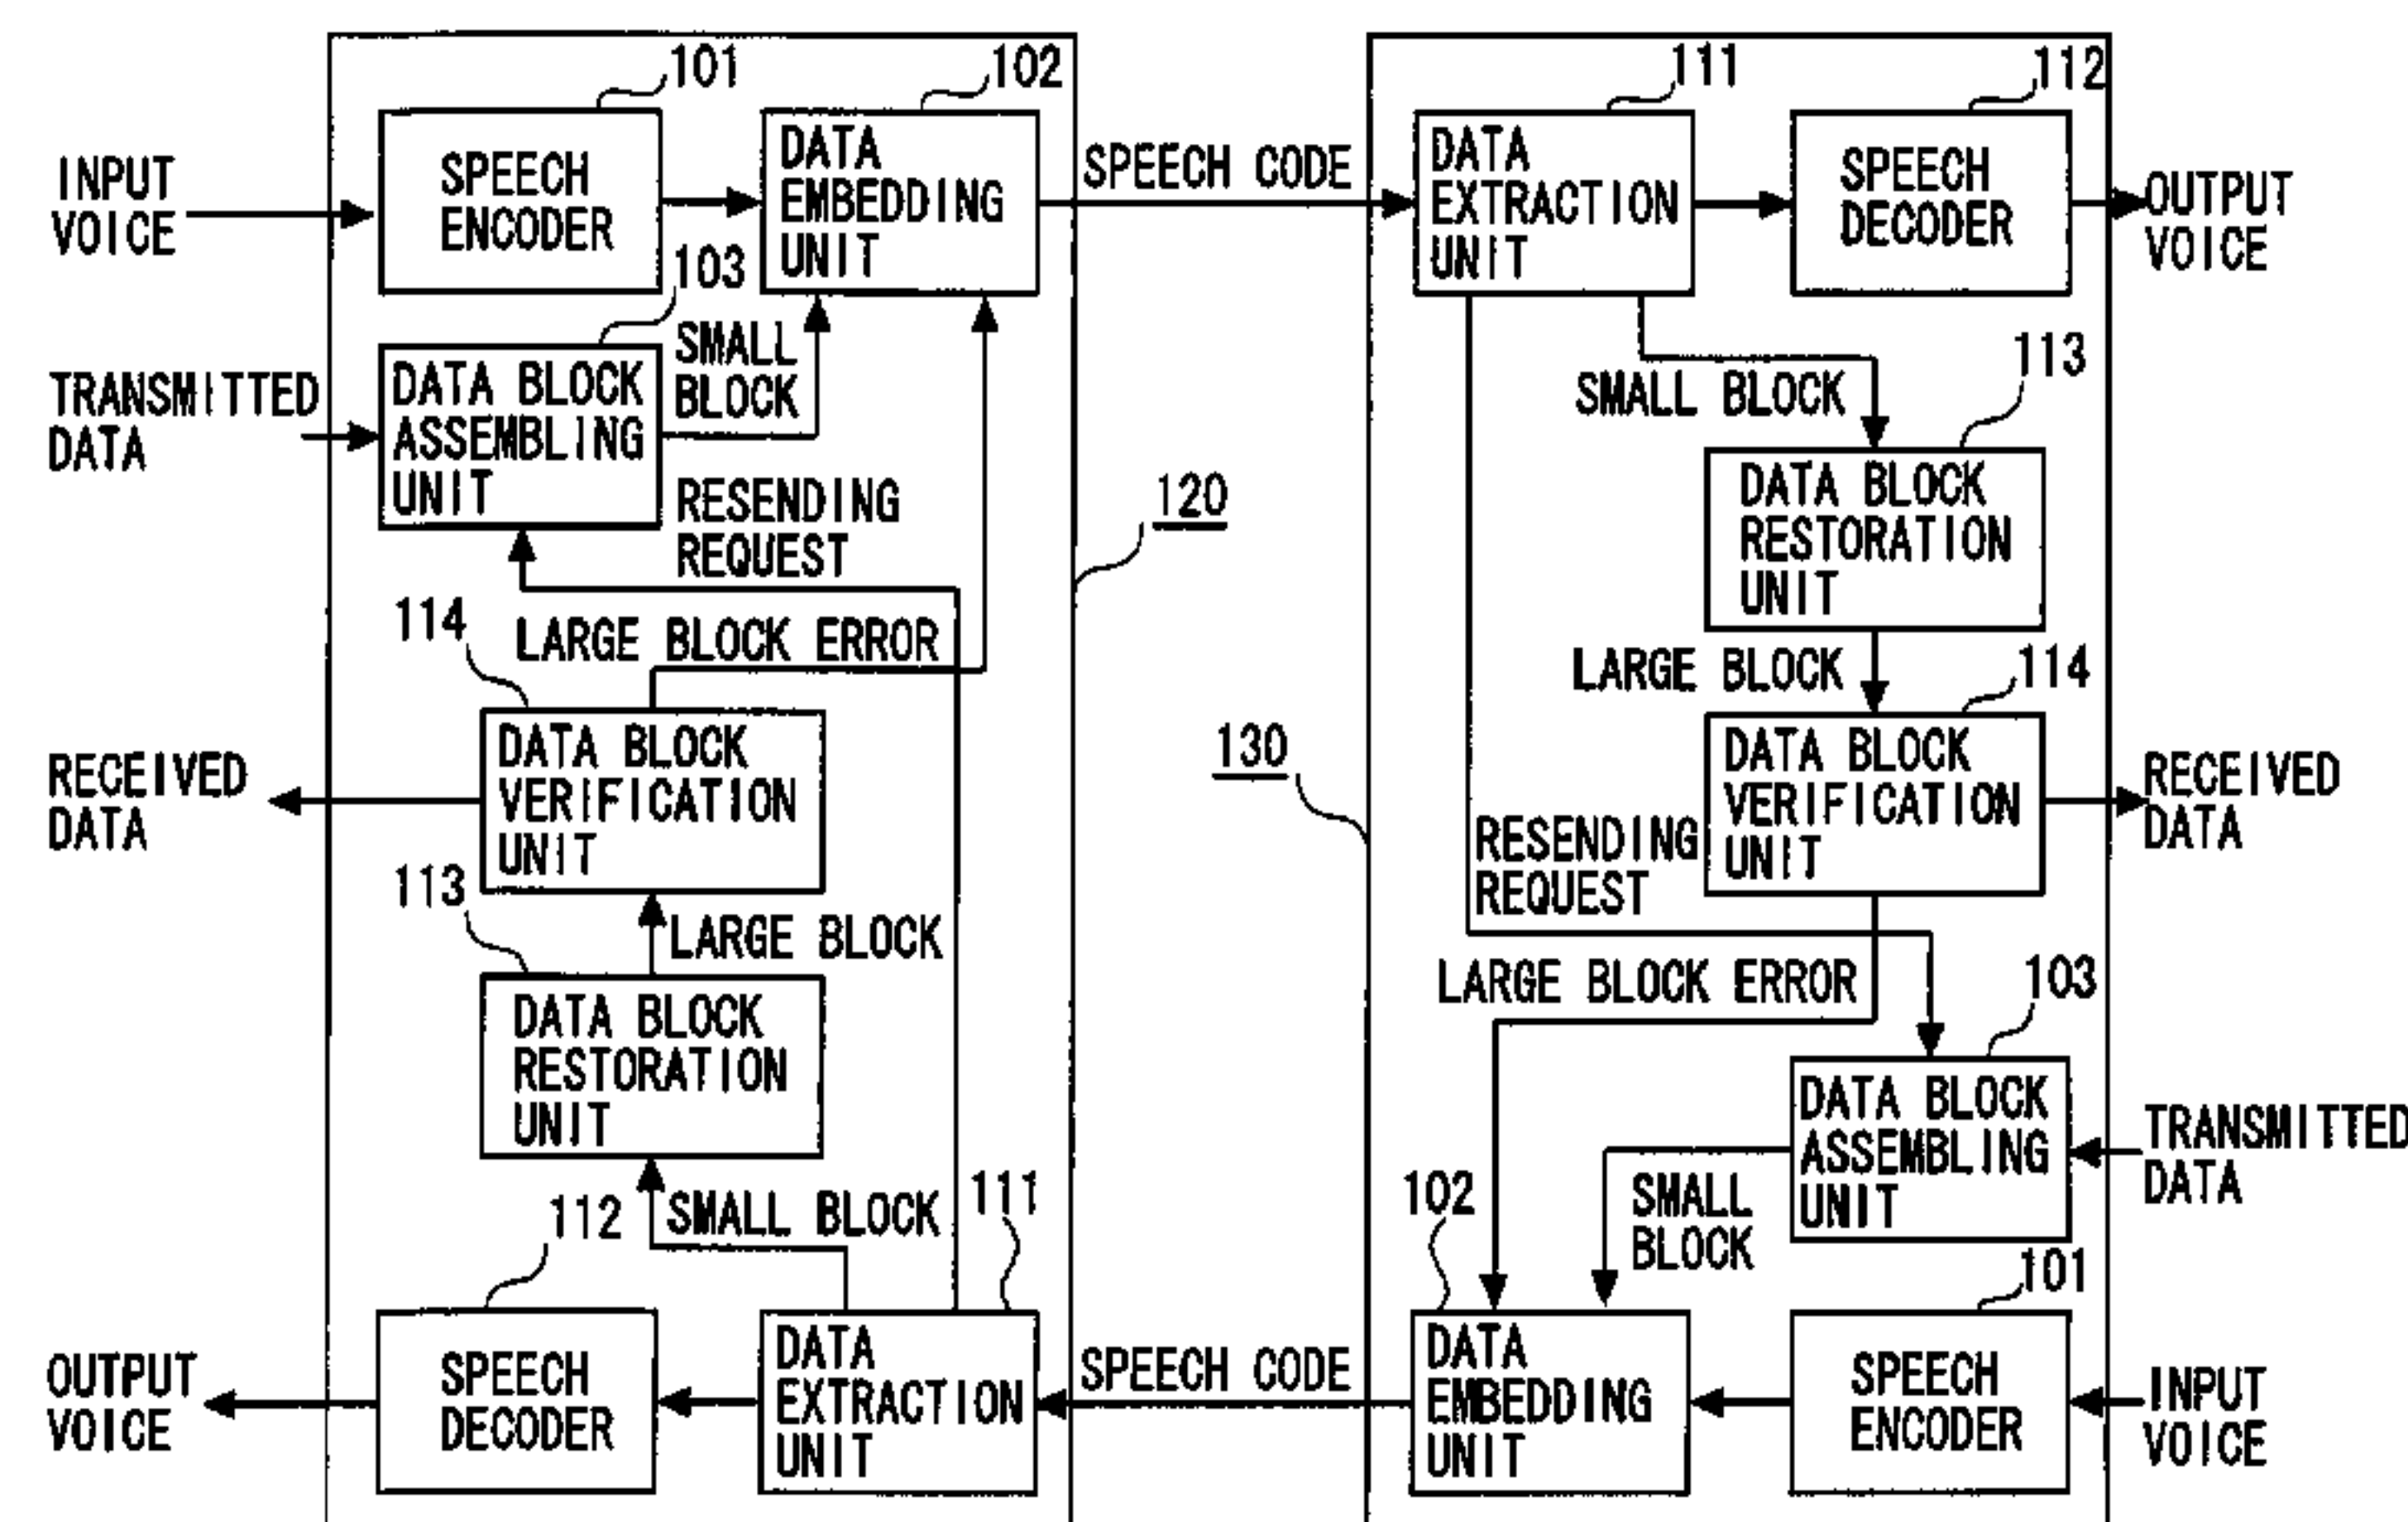 101
102
INPUT
VOICE
SPEECH
ENCODER
DATA
EMBEDDING
UNIT
SPEECH CODE
103
TRANSMITTED
DATA
DATA BLOCK
ASSEMBLING
UNIT
SMALL
BLOCK
RESENDING
REQUEST
120
114
LARGE BLOCK ERROR
RECEIVED
DATA
DATA BLOCK
VERIFICATION
UNIT
113
LARGE BLOCK
DATA BLOCK
RESTORATION
UNIT
112
SMALL BLOCK
111
OUTPUT
VOICE
SPEECH
DECODER
DATA
EXTRACTION
UNIT
SPEECH CODE
111
112
DATA
EXTRACTION
UNIT
SPEECH
DECODER
OUTPUT
VOICE
SMALL BLOCK
113
DATA BLOCK
RESTORATION
UNIT
LARGE BLOCK
114
130
DATA BLOCK
VERIFICATION
UNIT
RECEIVED
DATA
RESENDING
REQUEST
LARGE BLOCK ERROR
103
DATA BLOCK
ASSEMBLING
UNIT
TRANSMITTED
DATA
102
SMALL
BLOCK
101
DATA
EMBEDDING
UNIT
SPEECH
ENCODER
INPUT
VOICE